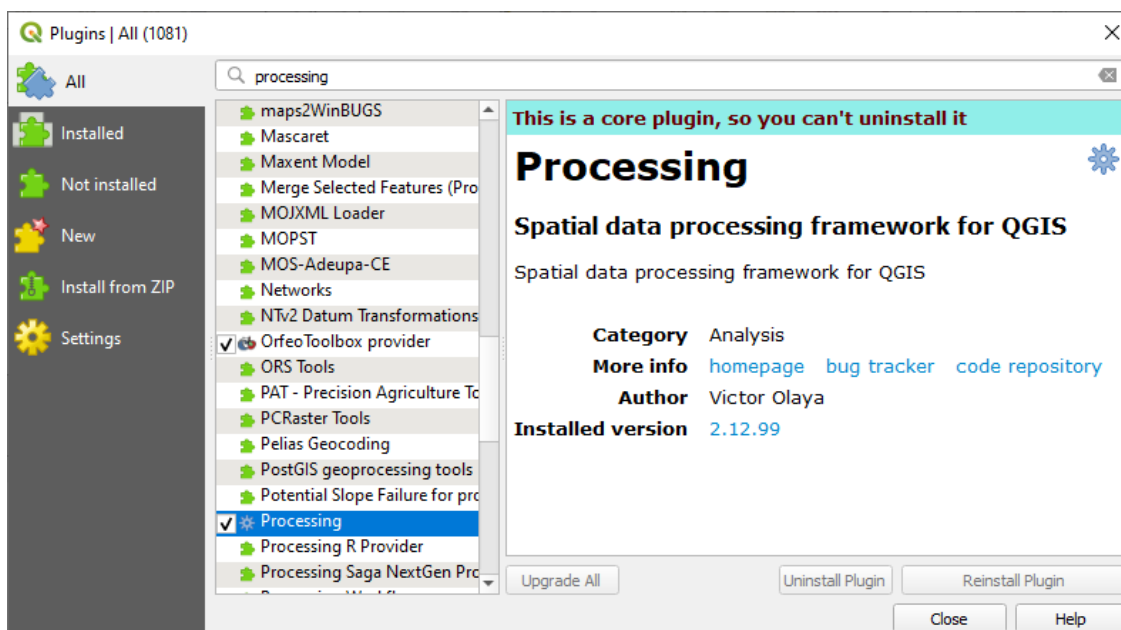 Plugins | All (1081)
All
Installed
Not installed
New
Install from ZIP
Settings
processing
maps2WinBUGS
Mascaret
Maxent Model
Merge Selected Features (Pro
MOJXML Loader
MOPST
MOS-Adeupa-CE
Networks
NTv2 Datum Transformations
OrfeoToolbox provider
ORS Tools
PAT - Precision Agriculture To
PCRaster Tools
Pelias Geocoding
PostGIS geoprocessing tools
Potential Slope Failure for pro
Processing
Processing R Provider
Processing Saga NextGen Pro
This is a core plugin, so you can't uninstall it
Processing
Spatial data processing framework for QGIS
Spatial data processing framework for QGIS
Category Analysis
More info homepage bug tracker code repository
Author Victor Olaya
Installed version 2.12.99
Upgrade All Uninstall Plugin Reinstall Plugin
Close Help